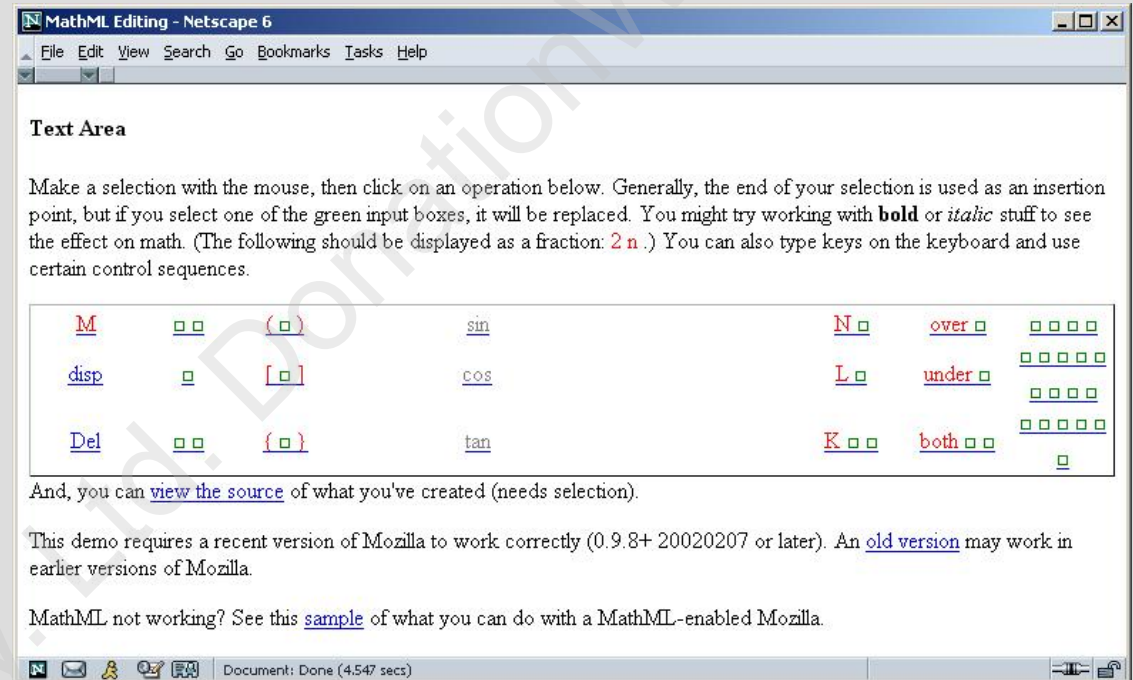 MathML Editing - Netscape 6
File Edit View Search Go Bookmarks Tasks Help
Text Area
Make a selection with the mouse, then click on an operation below. Generally, the end of your selection is used as an insertion
point, but if you select one of the green input boxes, it will be replaced. You might try working with bold or italic stuff to see
the effect on math. (The following should be displayed as a fraction: 2 n .) You can also type keys on the keyboard and use
certain control sequences.
M □ □ ( □ ) sin N □ over □ □ □ □ □
disp □ [ □ ] cos L □ under □ □ □ □ □ □
□ □ □ □
Del □ □ { □ } tan K □ □ both □ □ □ □ □ □ □
□
And, you can view the source of what you've created (needs selection).
This demo requires a recent version of Mozilla to work correctly (0.9.8+ 20020207 or later). An old version may work in
earlier versions of Mozilla.
MathML not working? See this sample of what you can do with a MathML-enabled Mozilla.
Document: Done (4.547 secs)
. Ltd. Donation